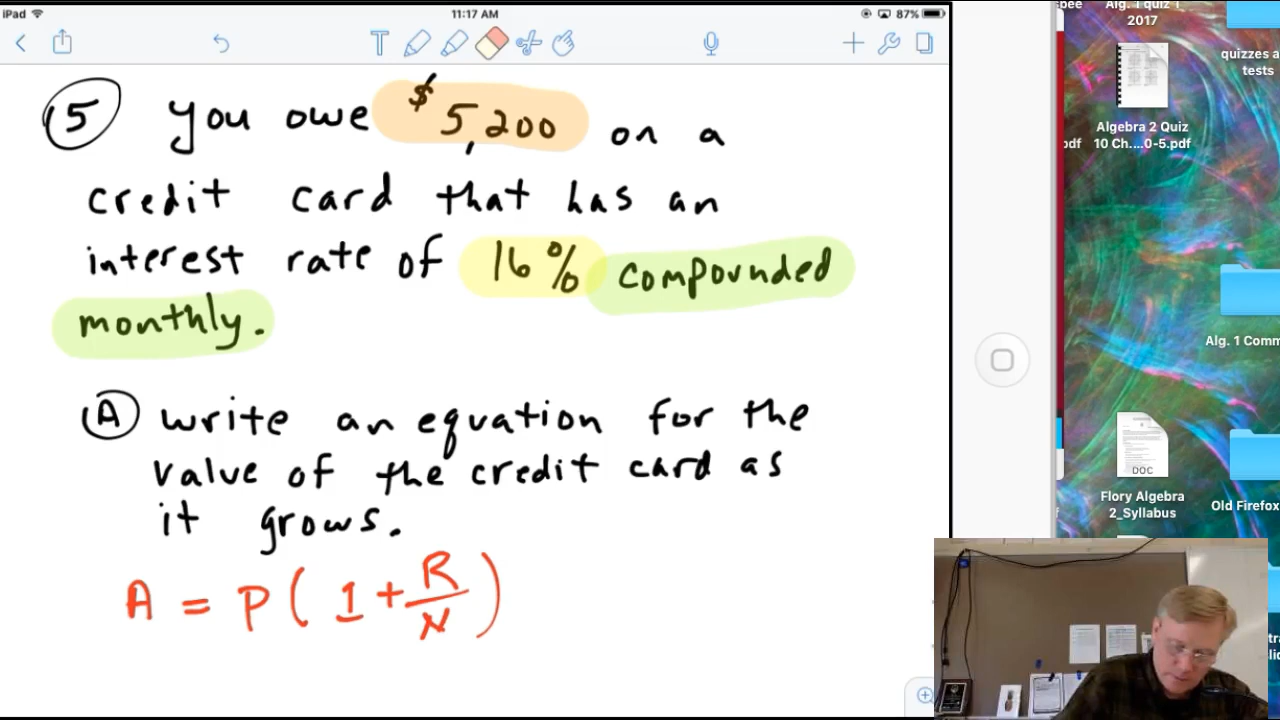 iPad
11:17 AM
87%
T
5 You owe $5,200 on a
credit card that has an
interest rate of 16% compounded
monthly.
A write an equation for the
value of the credit card as
it grows.
A = P(1+R/N)
Alg. 1 quiz 1
2017
quizzes a
tests
Algebra 2 Quiz
10 Ch....0-5.pdf
pdf
Alg. 1 Comm
DOC
Flory Algebra
2_Syllabus
Old Firefox